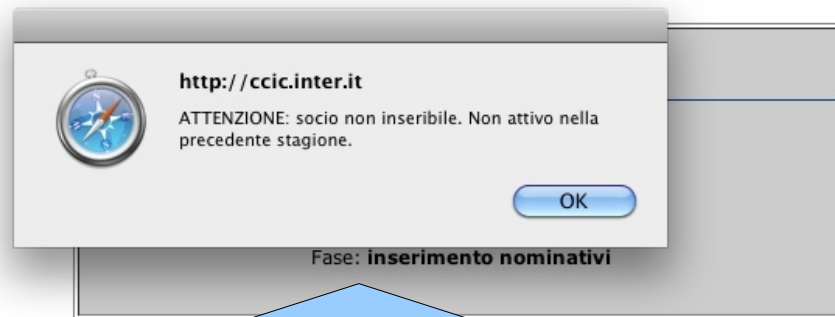 http://ccic.inter.it
ATTENZIONE: socio non inseribile. Non attivo nella
precedente stagione.
OK
Fase: inserimento nominativi